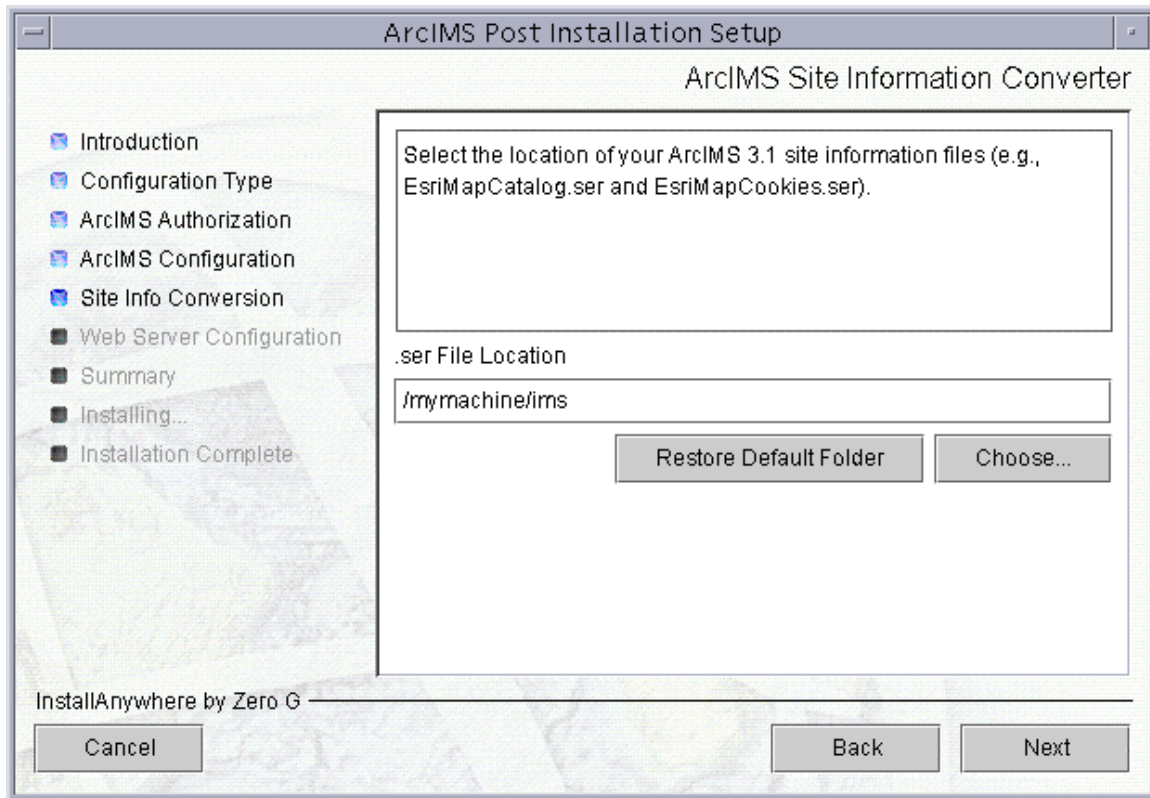 ArcIMS Post Installation Setup
ArcIMS Site Information Converter
Introduction
Configuration Type
ArcIMS Authorization
ArcIMS Configuration
Site Info Conversion
Web Server Configuration
Summary
Installing...
Installation Complete
Select the location of your ArcIMS 3.1 site information files (e.g.,
EsriMapCatalog.ser and EsriMapCookies.ser).
.ser File Location
/mymachine/ims
Restore Default Folder
Choose...
InstallAnywhere by Zero G
Cancel
Back
Next